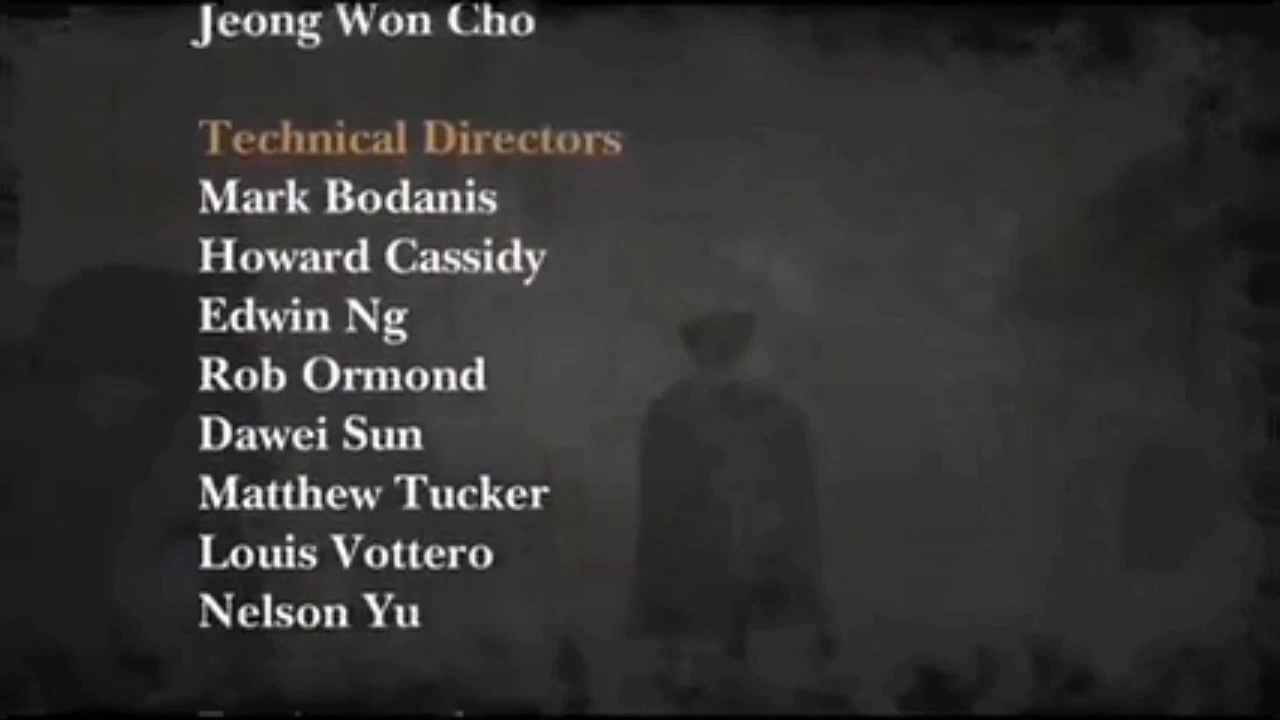 Jeong Won Cho
Technical Directors
Mark Bodanis
Howard Cassidy
Edwin Ng
Rob Ormond
Dawei Sun
Matthew Tucker
Louis Vottero
Nelson Yu